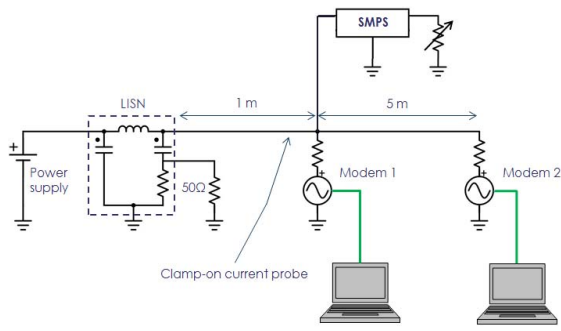 SMPS
LISN
1 m
5 m
+
Power
supply
50Ω
+
Modem 1
+
Modem 2
Clamp-on current probe